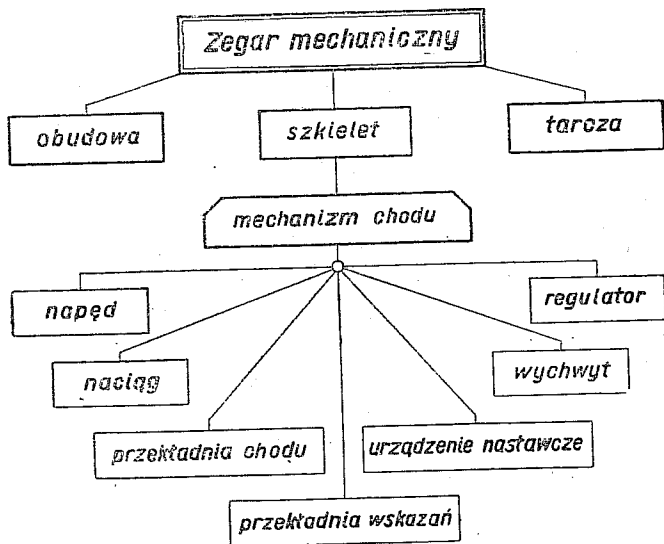 Zegar mechaniczny
obudowa
szkielet
tarcza
mechanizm chodu
napęd
regulator
naciąg
wychwyt
przekładnia chodu
urządzenie nastawcze
przekładnia wskazań